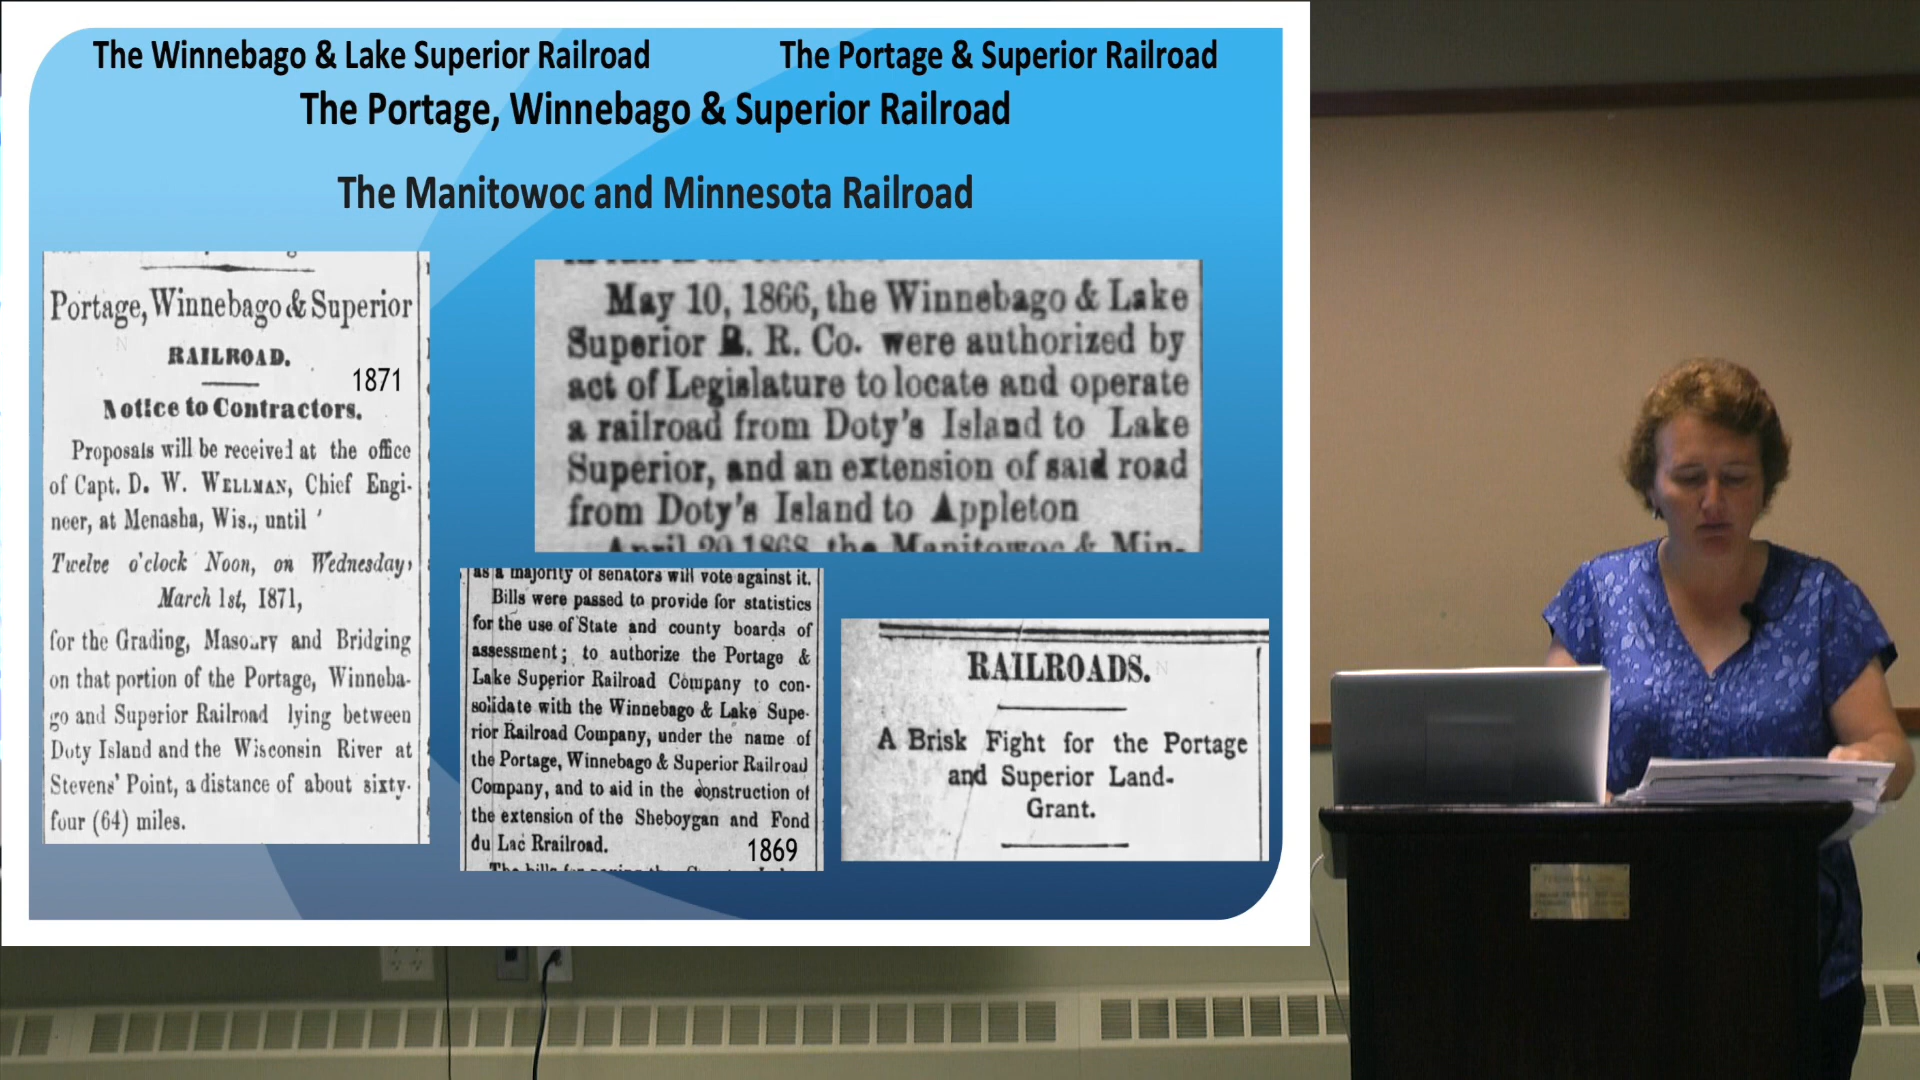 The Winnebago & Lake Superior Railroad
The Portage & Superior Railroad
The Portage, Winnebago & Superior Railroad
The Manitowoc and Minnesota Railroad
Portage, Winnebago & Superior
RAILROAD.
1871
Notice to Contractors.
Proposals will be received at the office
of Capt. D. W. WELLMAN, Chief Engi-
neer, at Menasha, Wis., until
Twelve o'clock Noon, on Wednesday,
March 1st, 1871,
for the Grading, Masonry and Bridging
on that portion of the Portage, Winneba-
go and Superior Railroad lying between
Doty Island and the Wisconsin River at
Stevens' Point, a distance of about sixty-
four (64) miles.
May 10, 1866, the Winnebago & Lake
Superior R. R. Co. were authorized by
act of Legislature to locate and operate
a railroad from Doty's Island to Lake
Superior, and an extension of said road
from Doty's Island to Appleton
April 20 1868, the Manitowoc & Min-
as a majority of senators will vote against it.
Bills were passed to provide for statistics
for the use of State and county boards of
assessment; to authorize the Portage &
Lake Superior Railroad Company to con-
solidate with the Winnebago & Lake Supe-
rior Railroad Company, under the name of
the Portage, Winnebago & Superior Railroad
Company, and to aid in the construction of
the extension of the Sheboygan and Fond
du Lac Rrailroad.
1869
RAILROADS.
A Brisk Fight for the Portage
and Superior Land-
Grant.